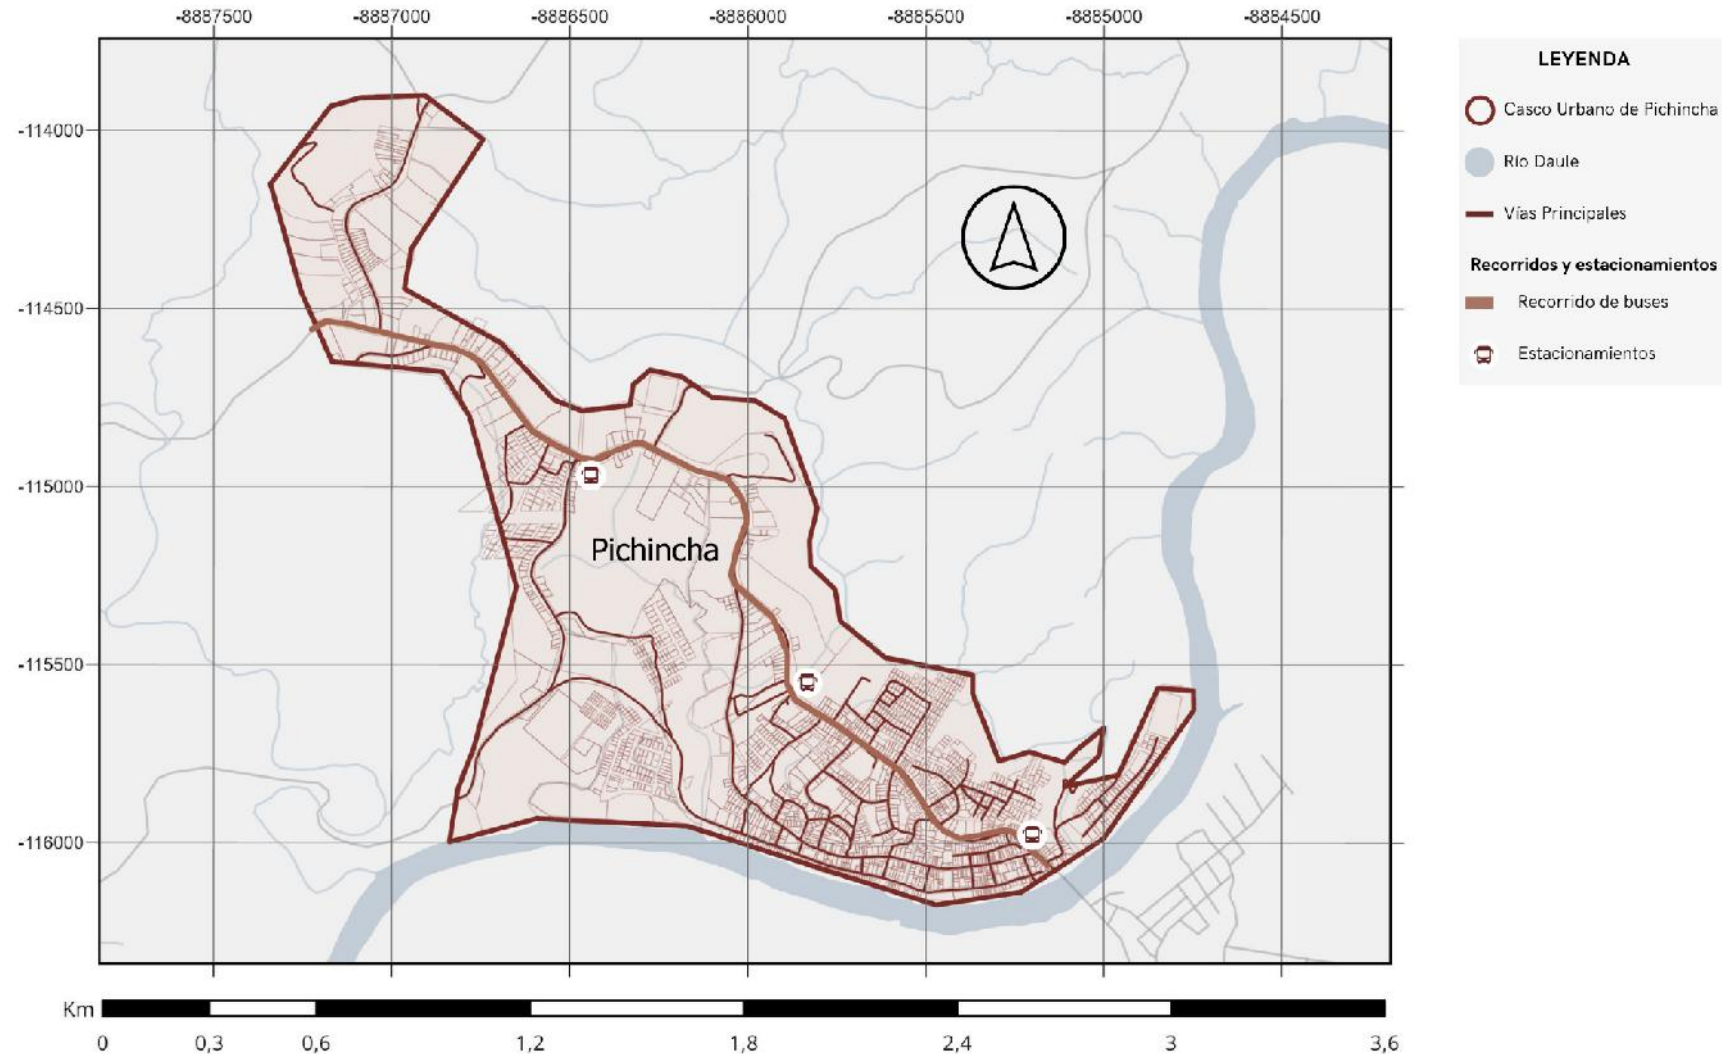 -8887500 -8887000 -8886500 -8886000 -8885500 -8885000 -8884500
-114000
-114500
-115000
-115500
-116000
Pichincha
LEYENDA
Casco Urbano de Pichincha
Río Daule
Vías Principales
Recorridos y estacionamientos
Recorrido de buses
Estacionamientos
Km
0 0,3 0,6 1,2 1,8 2,4 3 3,6